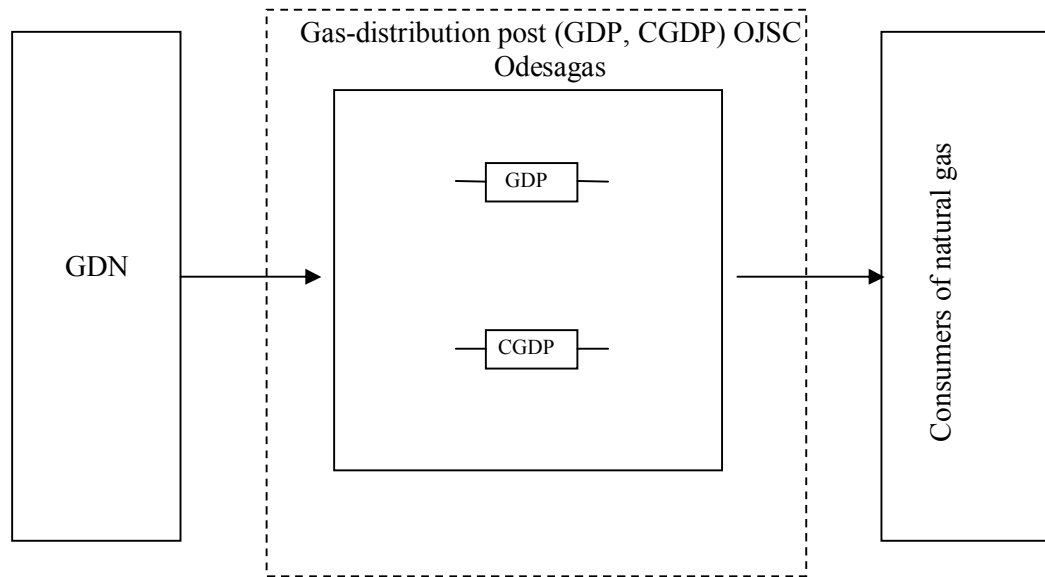 Gas-distribution post (GDP, CGDP) OJSC
Odesagas
GDN
GDP
CGDP
Consumers of natural gas